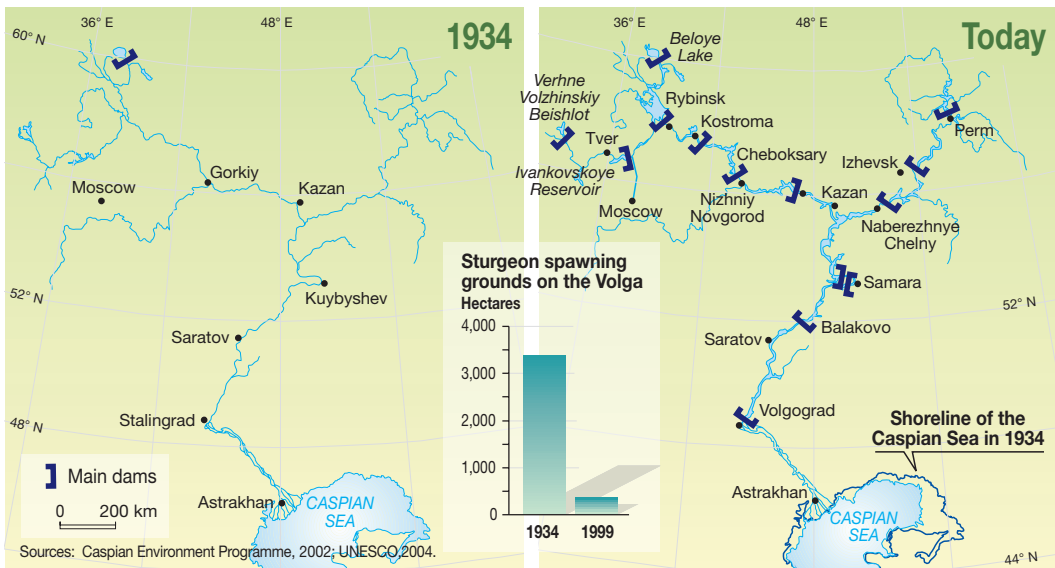 36° E
48° E
60° N
1934
Gorkiy
Moscow
Kazan
52° N
Kuybyshev
Saratov
Stalingrad
48° N
Main dams
0 200 km
Astrakhan
CASPIAN
SEA
Sources: Caspian Environment Programme, 2002; UNESCO,2004.
Sturgeon spawning
grounds on the Volga
Hectares
4,000
3,000
2,000
1,000
0
1934
1999
36° E
48° E
Today
Beloye
Lake
Verhne
Volzhinskiy
Beishlot
Rybinsk
Kostroma
Perm
Tver
Cheboksary
Izhevsk
Ivankovskoye
Reservoir
Moscow
Nizhniy
Novgorod
Kazan
Naberezhnye
Chelny
Samara
52° N
Balakovo
Saratov
Volgograd
Shoreline of the
Caspian Sea in 1934
Astrakhan
CASPIAN
SEA
44° N